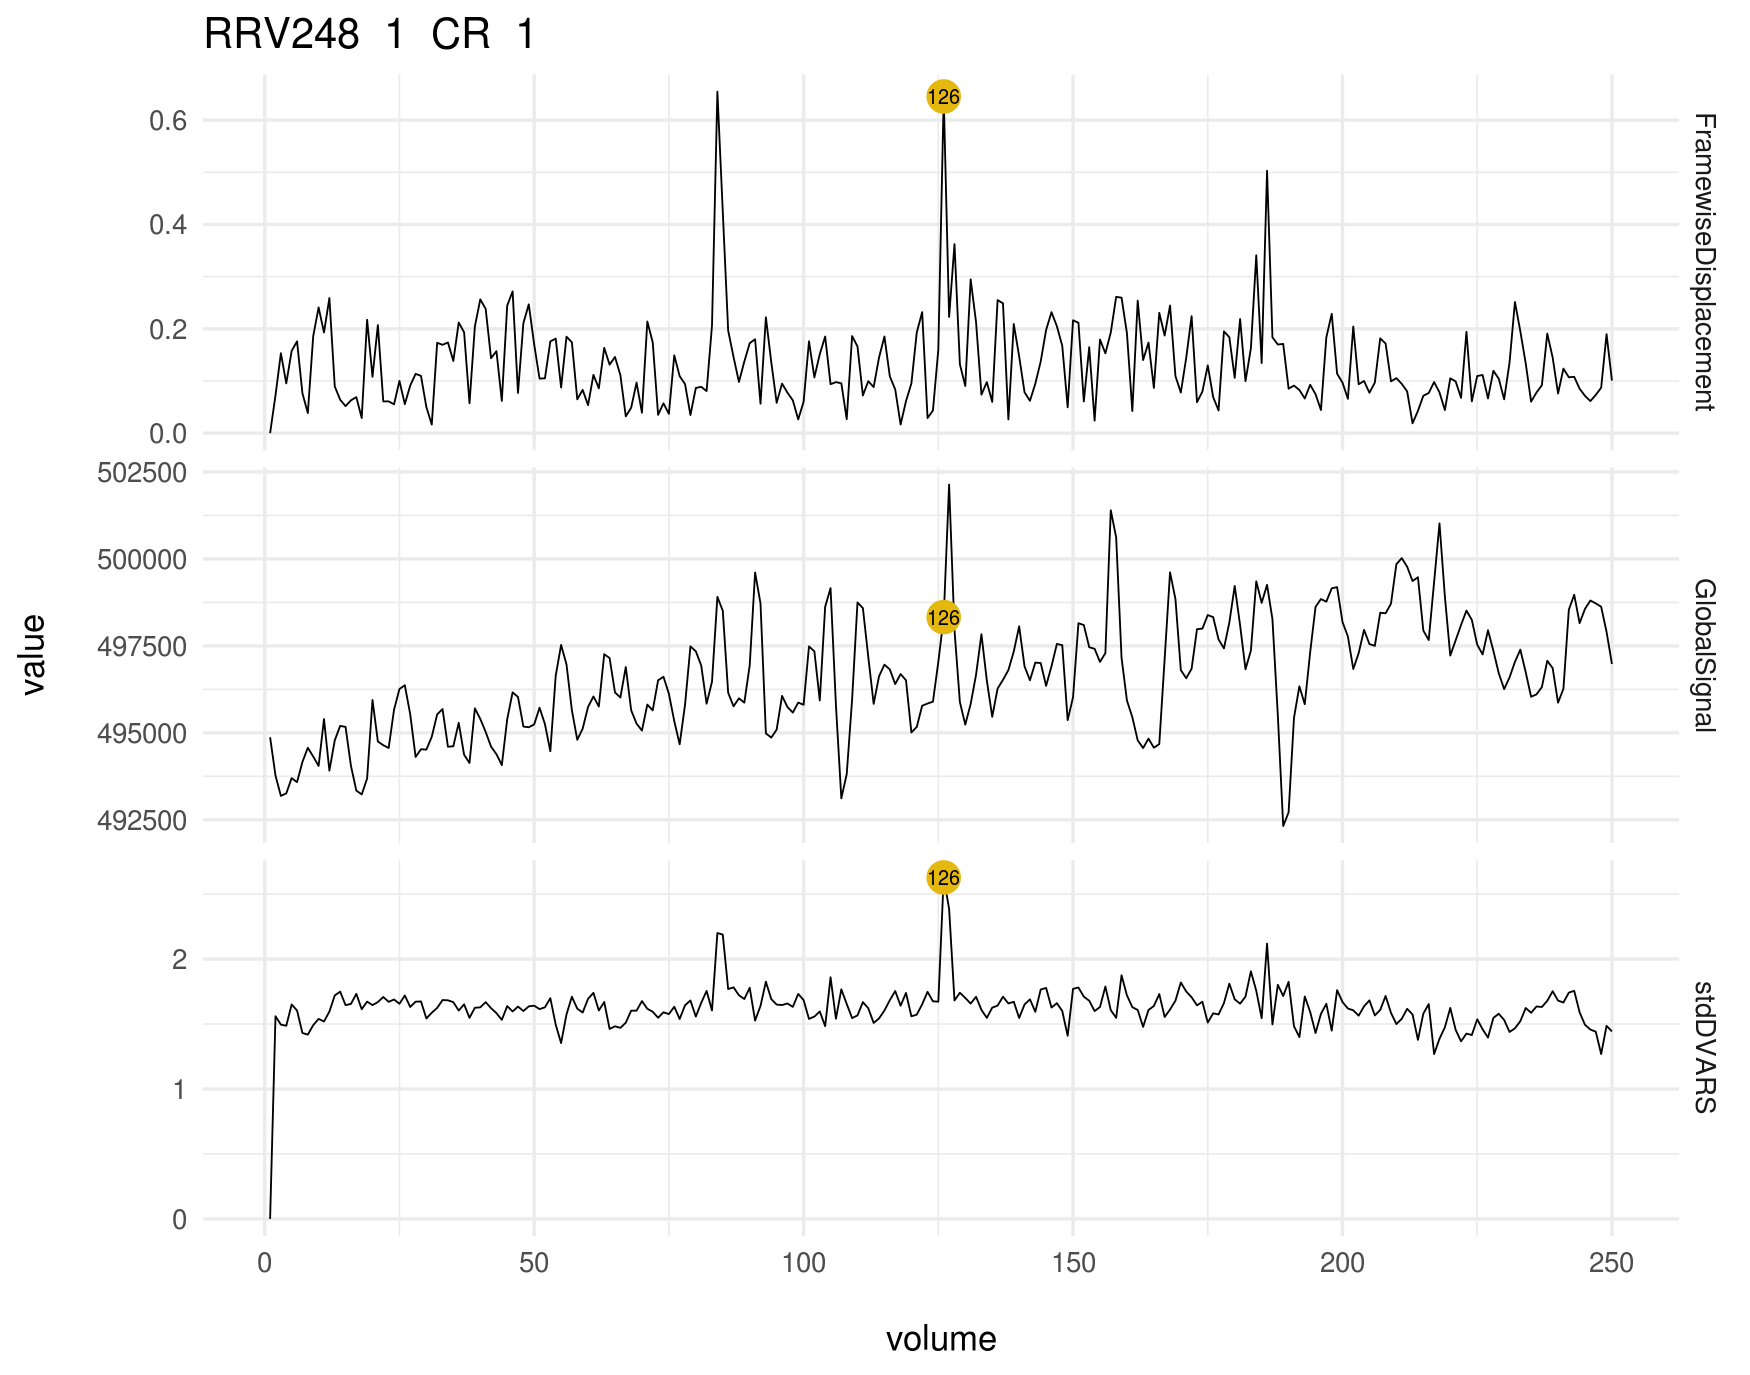 RRV248  1  CR  1
value
0.6
0.4
0.2
0.0
126
FramewiseDisplacement
502500
500000
497500
495000
492500
126
GlobalSignal
2
1
0
126
stdDVARS
0 50 100 150 200 250
volume